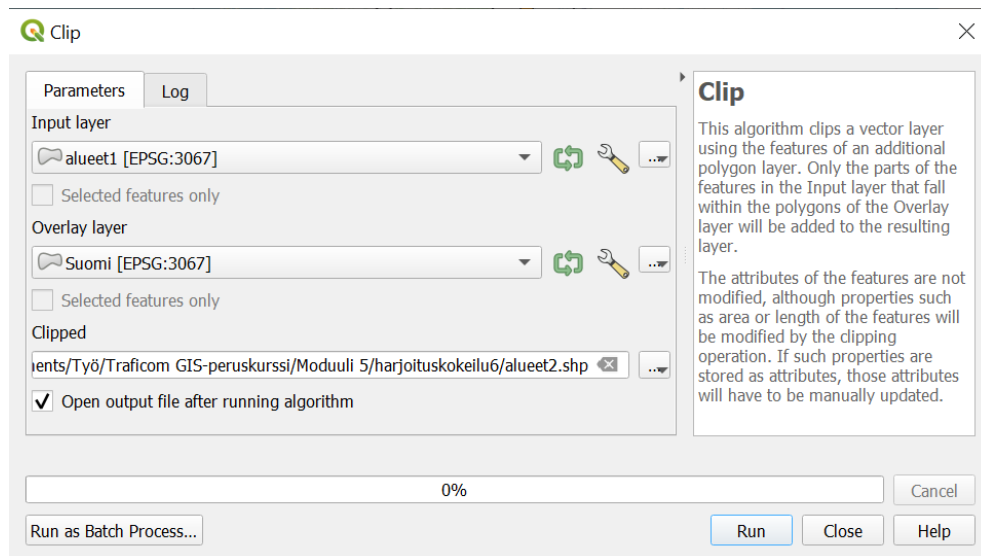 Clip
Parameters
Log
Input layer
alueet1 [EPSG:3067]
Selected features only
Overlay layer
Suomi [EPSG:3067]
Selected features only
Clipped
ents/Työ/Traficom GIS-peruskurssi/Moduuli 5/harjoituskokeilu6/alueet2.shp
...
Open output file after running algorithm
Clip
This algorithm clips a vector layer
using the features of an additional
polygon layer. Only the parts of the
features in the Input layer that fall
within the polygons of the Overlay
layer will be added to the resulting
layer.
The attributes of the features are not
modified, although properties such
as area or length of the features will
be modified by the clipping
operation. If such properties are
stored as attributes, those attributes
will have to be manually updated.
0%
Cancel
Run as Batch Process...
Run
Close
Help